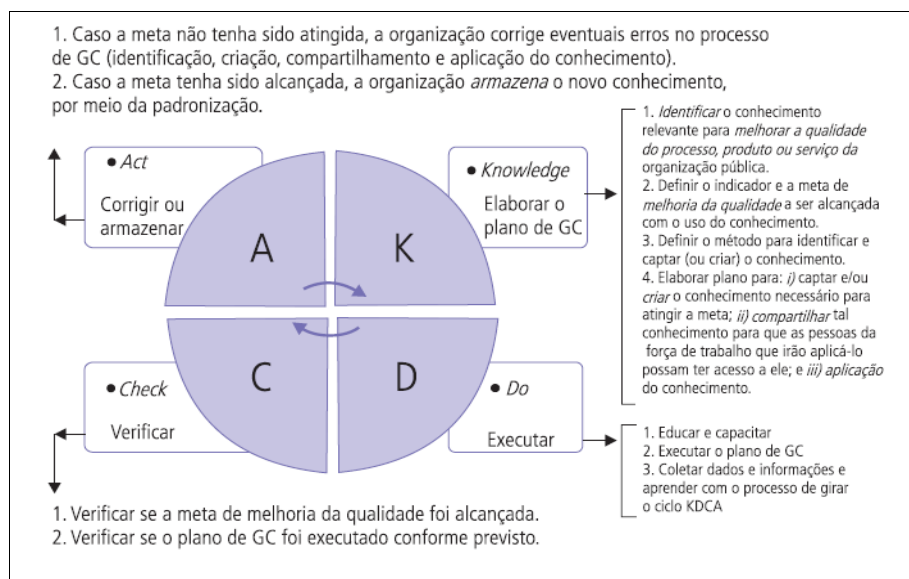 1. Caso a meta não tenha sido atingida, a organização corrige eventuais erros no processo
de GC (identificação, criação, compartilhamento e aplicação do conhecimento).
2. Caso a meta tenha sido alcançada, a organização armazena o novo conhecimento,
por meio da padronização.
• Act
Corrigir ou
armazenar
A
K
• Knowledge
Elaborar o
plano de GC
1. Identificar o conhecimento
relevante para melhorar a qualidade
do processo, produto ou serviço da
organização pública.
2. Definir o indicador e a meta de
melhoria da qualidade a ser alcançada
com o uso do conhecimento.
3. Definir o método para identificar e
captar (ou criar) o conhecimento.
4. Elaborar plano para: i) captar e/ou
criar o conhecimento necessário para
atingir a meta; ii) compartilhar tal
conhecimento para que as pessoas da
força de trabalho que irão aplicá-lo
possam ter acesso a ele; e iii) aplicação
do conhecimento.
• Check
Verificar
C
D
• Do
Executar
1. Educar e capacitar
2. Executar o plano de GC
3. Coletar dados e informações e
aprender com o processo de girar
o ciclo KDCA
1. Verificar se a meta de melhoria da qualidade foi alcançada.
2. Verificar se o plano de GC foi executado conforme previsto.